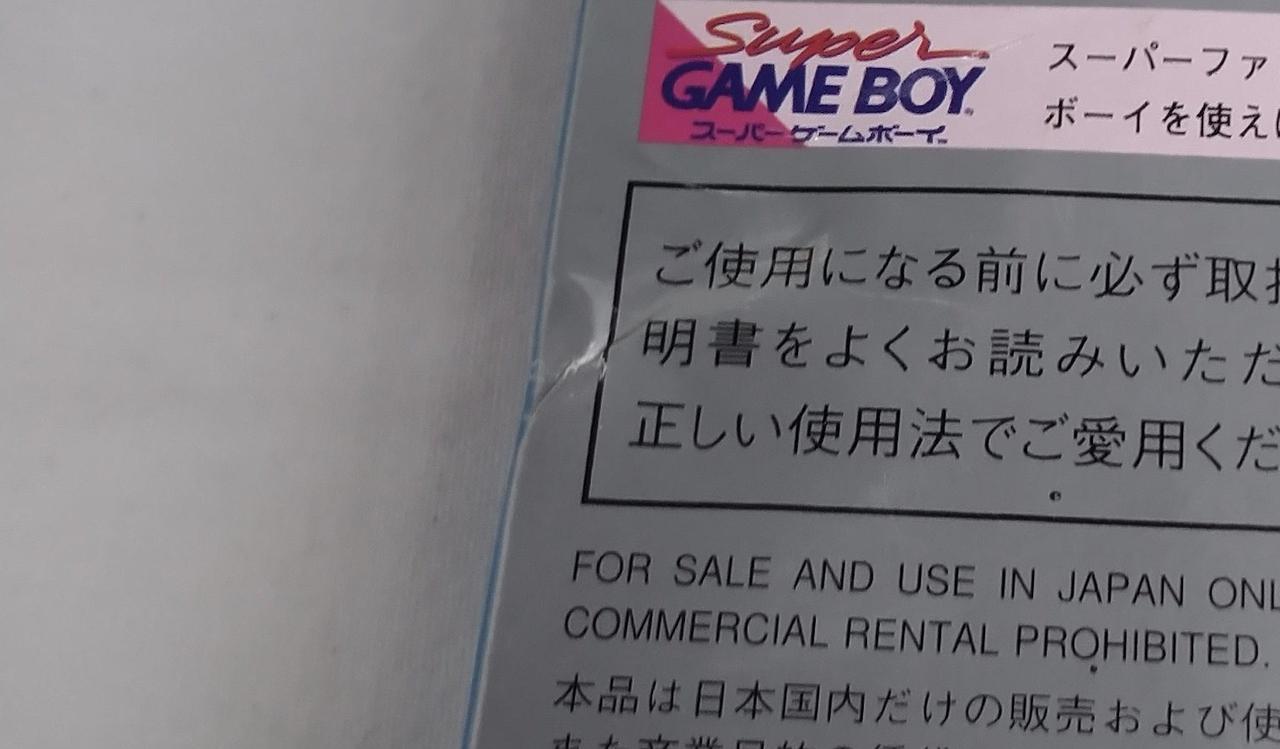 Super
GAME BOY
スーパーゲームボーイ
スーパーファ
ボーイを使えば
ご使用になる前に必ず取扱
明書をよくお読みいただ
正しい使用法でご愛用くだ
FOR SALE AND USE IN JAPAN ONL
COMMERCIAL RENTAL PROHIBITED.
本品は日本国内だけの販売および使